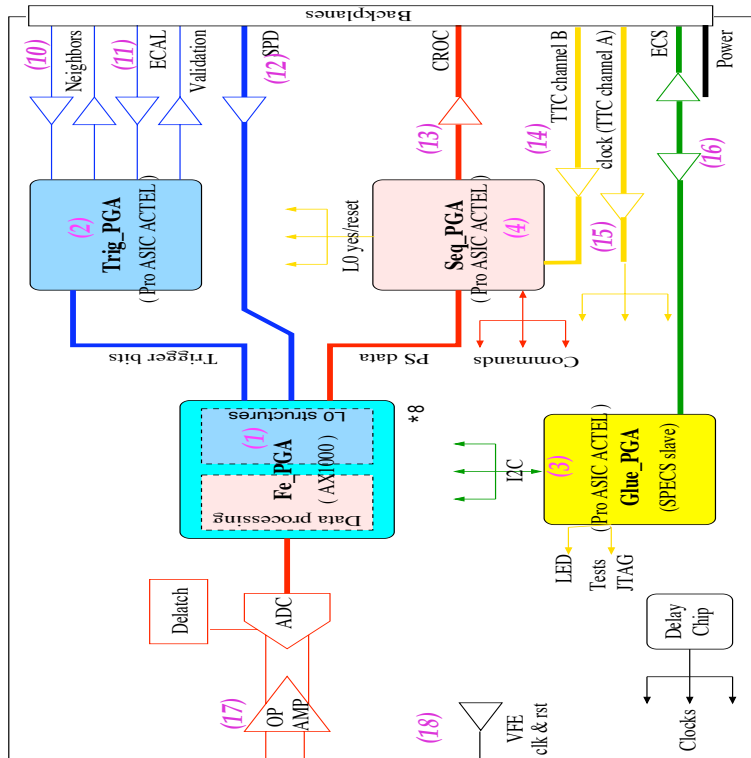 Backplanes
(10)
Neighbors
(11)
ECAL
Validation
(12)
SPD
(13)
CROC
(14)
TTC channel B
clock (TTC channel A)
(15)
ECS
(16)
Power
(2)
Trig_PGA
( Pro ASIC ACTEL )
L0 yes/reset
Seq_PGA
( Pro ASIC ACTEL )
(4)
Trigger bits
PS data
Commands
L0 structures
(1)
Fe_PGA
( AX1000 )
Data processing
*8
I2C
(3)
( Pro ASIC ACTEL )
Glue_PGA
(SPECS slave)
LED
Tests
JTAG
Delatch
ADC
(17)
OP
AMP
(18)
VFE
clk & rst
Delay
Chip
Clocks